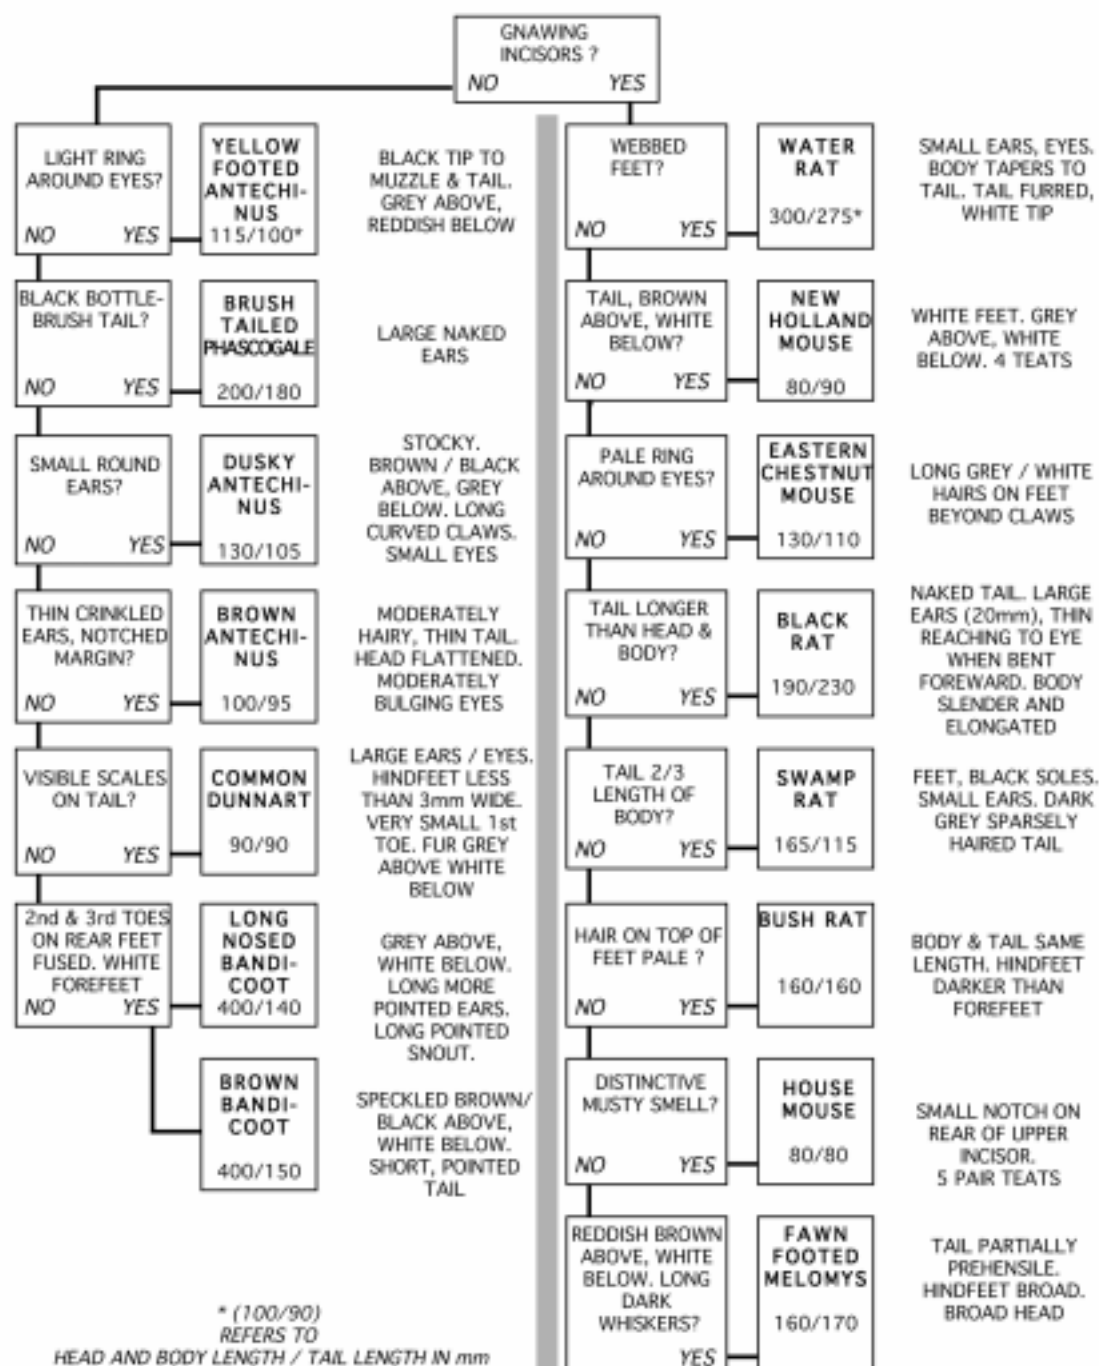 GNAWING
INCISORS ?
NO YES
LIGHT RING
AROUND EYES?
NO YES
YELLOW
FOOTED
ANTECHI-
NUS
115/100*
BLACK TIP TO
MUZZLE & TAIL.
GREY ABOVE,
REDDISH BELOW
BLACK BOTTLE-
BRUSH TAIL?
NO YES
BRUSH
TAILED
PHASCOGALE
200/180
LARGE NAKED
EARS
SMALL ROUND
EARS?
NO YES
DUSKY
ANTECHI-
NUS
130/105
STOCKY.
BROWN / BLACK
ABOVE, GREY
BELOW. LONG
CURVED CLAWS.
SMALL EYES
THIN CRINKLED
EARS, NOTCHED
MARGIN?
NO YES
BROWN
ANTECHI-
NUS
100/95
MODERATELY
HAIRY, THIN TAIL.
HEAD FLATTENED.
MODERATELY
BULGING EYES
VISIBLE SCALES
ON TAIL?
NO YES
COMMON
DUNNART
90/90
LARGE EARS / EYES.
HINDFEET LESS
THAN 3mm WIDE.
VERY SMALL 1st
TOE. FUR GREY
ABOVE WHITE
BELOW
2nd & 3rd TOES
ON REAR FEET
FUSED. WHITE
FOREFEET
NO YES
LONG
NOSED
BANDI-
COOT
400/140
GREY ABOVE,
WHITE BELOW.
LONG MORE
POINTED EARS.
LONG POINTED
SNOUT.
BROWN
BANDI-
COOT
400/150
SPECKLED BROWN/
BLACK ABOVE,
WHITE BELOW.
SHORT, POINTED
TAIL
* (100/90)
REFERS TO
HEAD AND BODY LENGTH / TAIL LENGTH IN mm
WEBBED
FEET?
NO YES
WATER
RAT
300/275*
SMALL EARS, EYES.
BODY TAPERS TO
TAIL. TAIL FURRED,
WHITE TIP
TAIL, BROWN
ABOVE, WHITE
BELOW?
NO YES
NEW
HOLLAND
MOUSE
80/90
WHITE FEET. GREY
ABOVE, WHITE
BELOW. 4 TEATS
PALE RING
AROUND EYES?
NO YES
EASTERN
CHESTNUT
MOUSE
130/110
LONG GREY / WHITE
HAIRS ON FEET
BEYOND CLAWS
TAIL LONGER
THAN HEAD &
BODY?
NO YES
BLACK
RAT
190/230
NAKED TAIL. LARGE
EARS (20mm), THIN
REACHING TO EYE
WHEN BENT
FOREWARD. BODY
SLENDER AND
ELONGATED
TAIL 2/3
LENGTH OF
BODY?
NO YES
SWAMP
RAT
165/115
FEET, BLACK SOLES.
SMALL EARS. DARK
GREY SPARSELY
HAIRED TAIL
HAIR ON TOP OF
FEET PALE ?
NO YES
BUSH RAT
160/160
BODY & TAIL SAME
LENGTH. HINDFEET
DARKER THAN
FOREFEET
DISTINCTIVE
MUSTY SMELL?
NO YES
HOUSE
MOUSE
80/80
SMALL NOTCH ON
REAR OF UPPER
INCISOR.
5 PAIR TEATS
REDDISH BROWN
ABOVE, WHITE
BELOW. LONG
DARK
WHISKERS?
YES
FAWN
FOOTED
MELOMYS
160/170
TAIL PARTIALLY
PREHENSILE.
HINDFEET BROAD.
BROAD HEAD